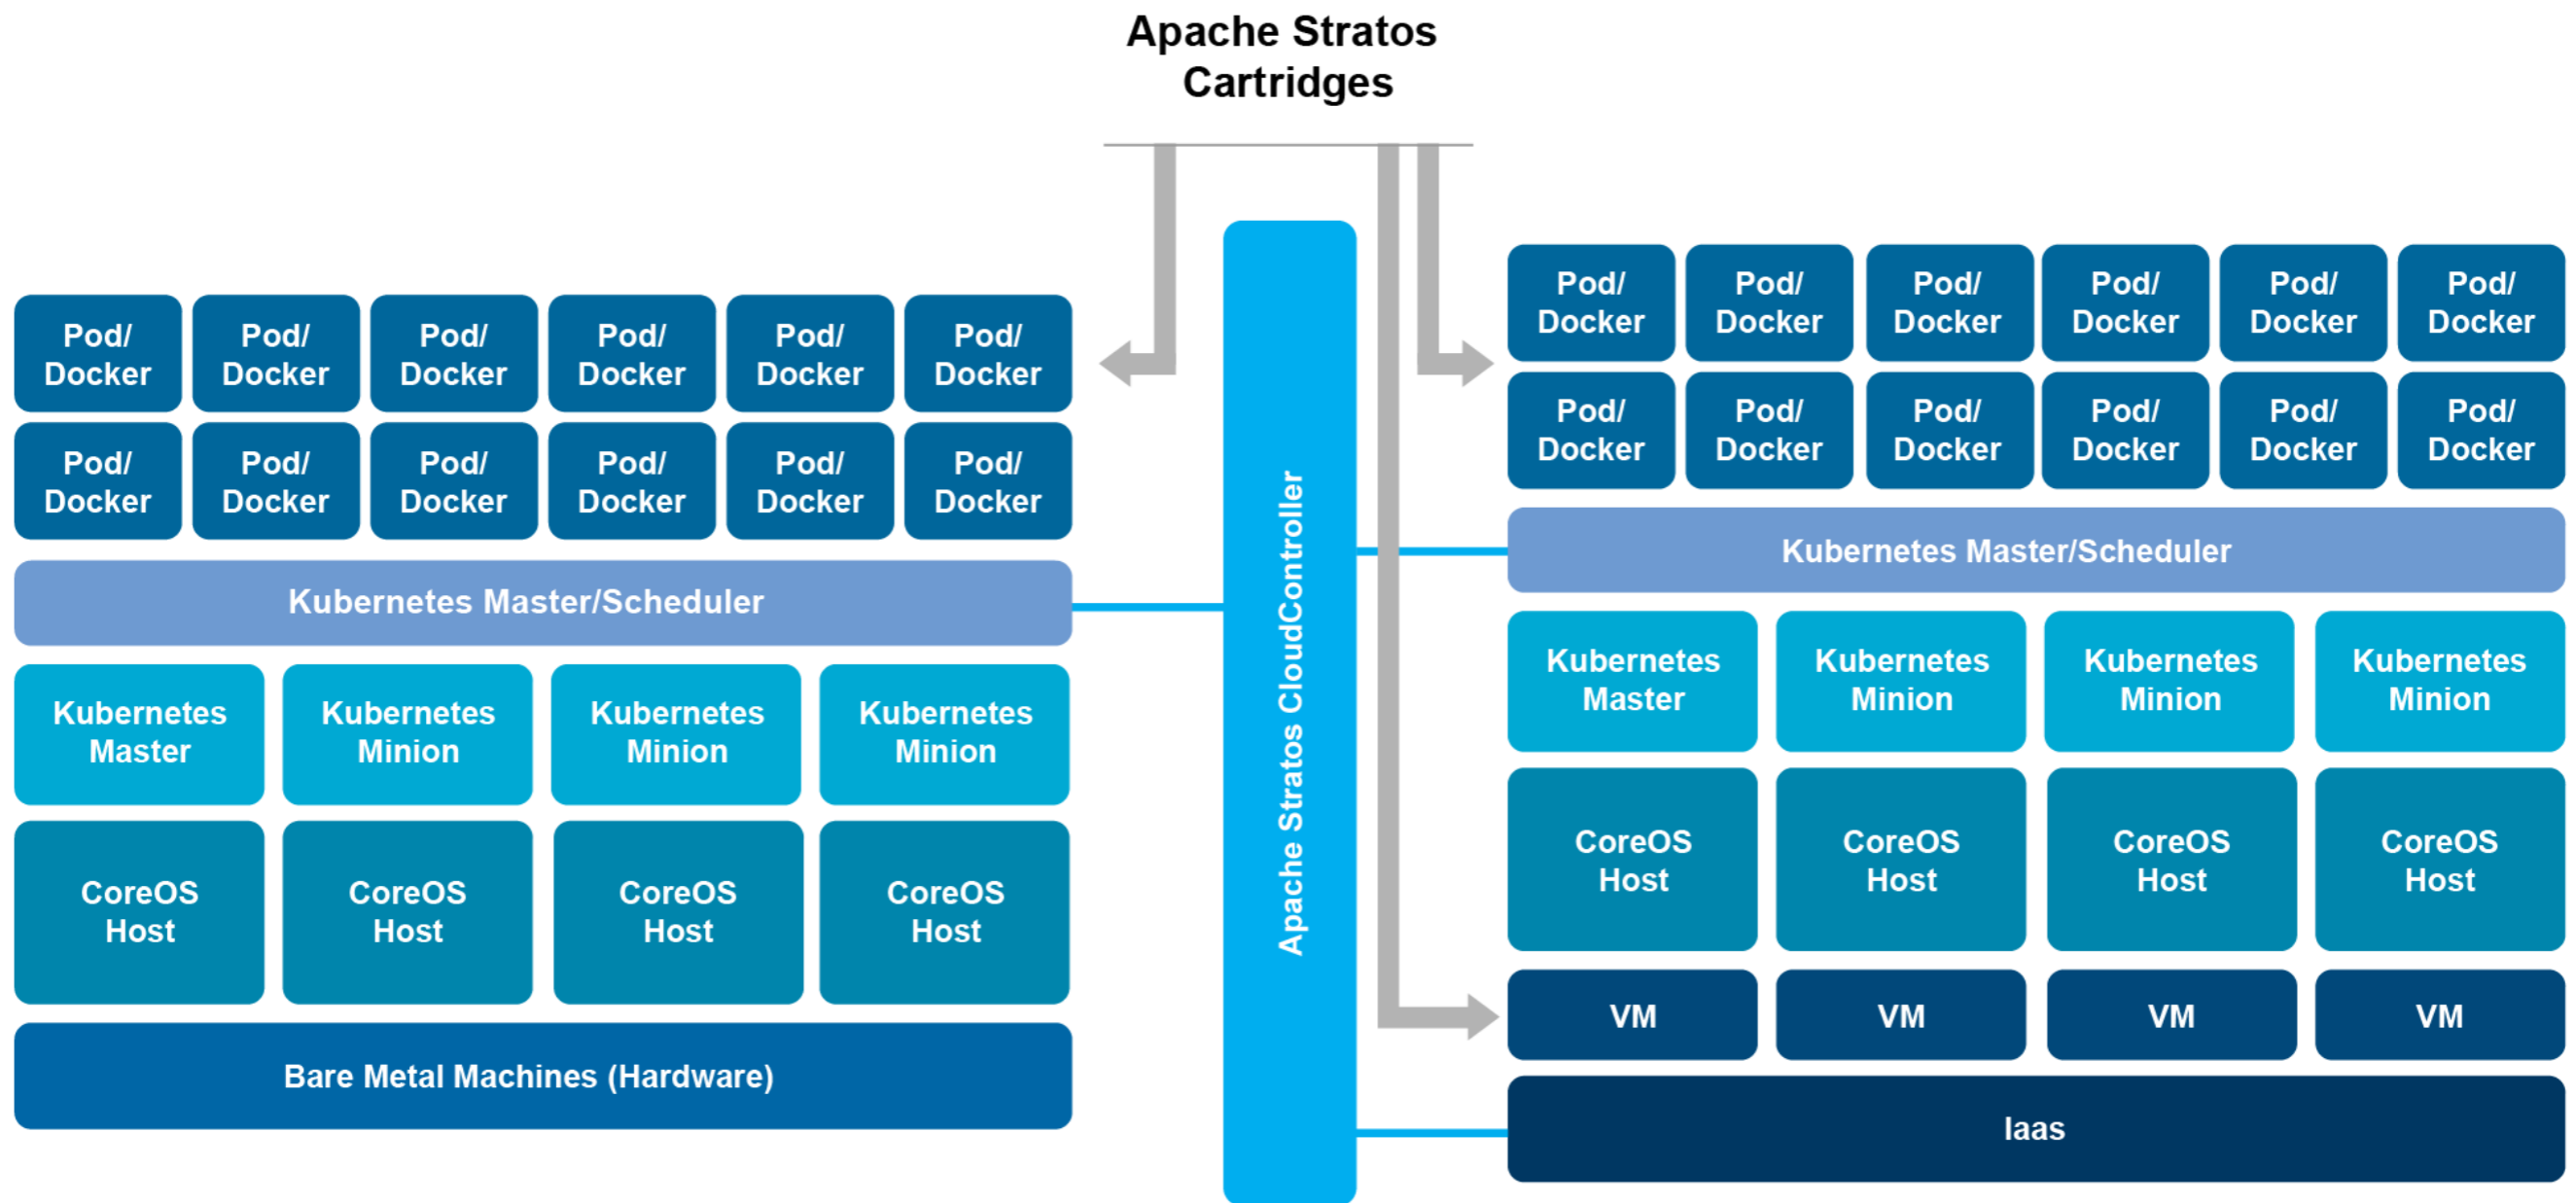 Apache Stratos
Cartridges
Pod/
Docker
Pod/
Docker
Pod/
Docker
Pod/
Docker
Pod/
Docker
Pod/
Docker
Pod/
Docker
Pod/
Docker
Pod/
Docker
Pod/
Docker
Pod/
Docker
Pod/
Docker
Kubernetes Master/Scheduler
Kubernetes
Master
Kubernetes
Minion
Kubernetes
Minion
Kubernetes
Minion
CoreOS
Host
CoreOS
Host
CoreOS
Host
CoreOS
Host
Bare Metal Machines (Hardware)
Apache Stratos CloudController
Pod/
Docker
Pod/
Docker
Pod/
Docker
Pod/
Docker
Pod/
Docker
Pod/
Docker
Pod/
Docker
Pod/
Docker
Pod/
Docker
Pod/
Docker
Pod/
Docker
Pod/
Docker
Kubernetes Master/Scheduler
Kubernetes
Master
Kubernetes
Minion
Kubernetes
Minion
Kubernetes
Minion
CoreOS
Host
CoreOS
Host
CoreOS
Host
CoreOS
Host
VM
VM
VM
VM
Iaas